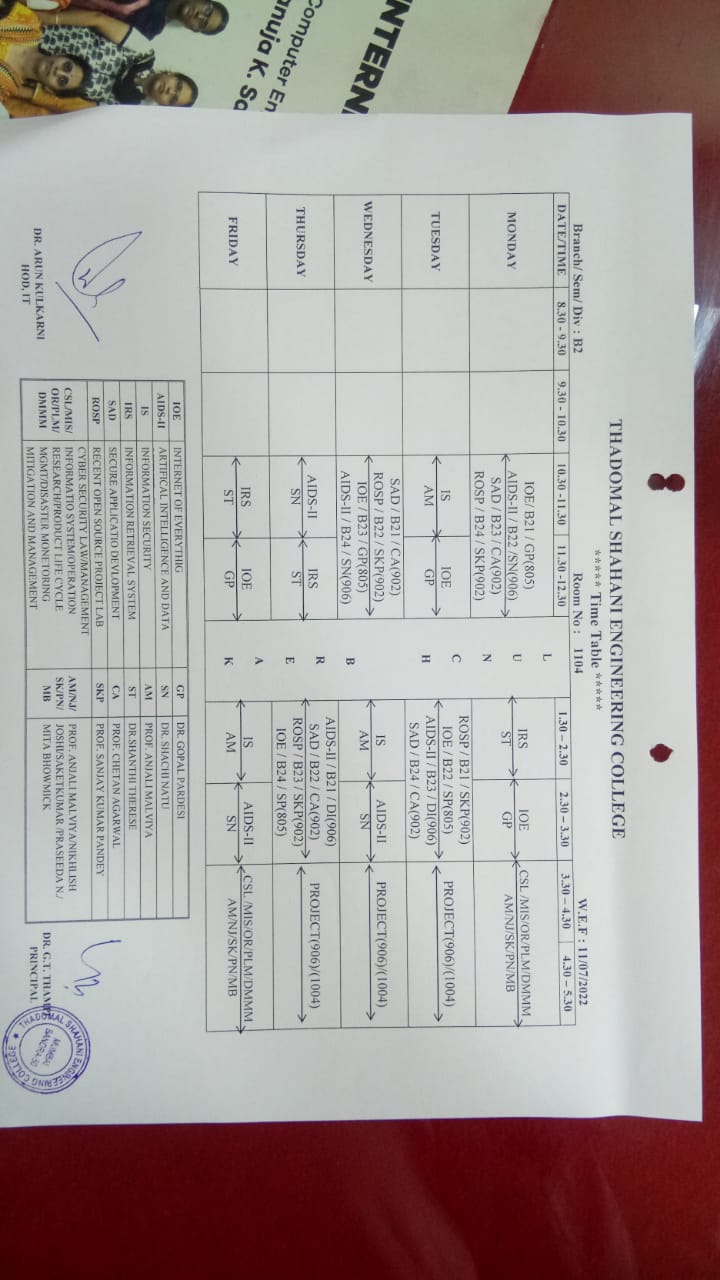 THADOMAL SHAHANI ENGINEERING COLLEGE
***** Time Table *****
Branch/ Sem/ Div : B2 Room No : 1104 W.E.F : 11/07/2022
DATE/TIME 8.30 - 9.30 9.30 - 10.30 10.30 -11.30 11.30 -12.30 LUNCH BREAK 1.30 – 2.30 2.30 – 3.30 3.30 – 4.30 4.30 – 5.30
MONDAY
IOE/ B21 / GP(805)
AIDS-II / B22 /SN(906)
SAD / B23 / CA(902)
ROSP / B24 / SKP(902)
IRS
ST
IOE
GP
CSL /MIS/OR/PLM/DMMM
AM/NJ/SK/PN/MB
TUESDAY
IS
AM
IOE
GP
ROSP / B21 / SKP(902)
IOE / B22 / SP(805)
AIDS-II / B23 / DI(906)
SAD / B24 / CA(902)
PROJECT(906)/(1004)
WEDNESDAY
SAD / B21 / CA(902)
ROSP / B22 / SKP(902)
IOE / B23 / GP(805)
AIDS-II / B24 / SN(906)
IS
AM
AIDS-II
SN
PROJECT(906)/(1004)
THURSDAY
AIDS-II
SN
IRS
ST
AIDS-II / B21 / DI(906)
SAD / B22 / CA(902)
ROSP / B23 / SKP(902)
IOE / B24 / SP(805)
PROJECT(906)/(1004)
FRIDAY
IRS
ST
IOE
GP
IS
AM
AIDS-II
SN
CSL /MIS/OR/PLM/DMMM
AM/NJ/SK/PN/MB
IOE INTERNET OF EVERYTHIG GP DR. GOPAL PARDESI
AIDS-II ARTIFICAL INTELLIGENCE AND DATA SN DR. SHACHI NATU
IS INFORMATION SECURITY AM PROF. ANJALI MALVIYA
IRS INFORMATION RETRIEVAL SYSTEM ST DR.SHANTHI THERESE
SAD SECURE APPLICATIO DEVLOPMENT CA PROF. CHETAN AGARWAL
ROSP RECENT OPEN SOURCE PROJECT LAB SKP PROF. SANJAY KUMAR PANDEY
CSL/MIS/
OR/PLM/
DMMM
CYBER SECURITY LAW/MANAGEMENT
INFORMATIO SYSTEM/OPERATION
RESEARCH/PRODUCT LIFE CYCLE
MGMT/DISASTER MONETORING
MITIGATION AND MANAGEMENT
AM/NJ/
SK/PN/
MB
PROF. ANJALI MALVIYA/NIKHLISH
JOSHI/SAKETKUMAR /PRASEEDA N./
MITA BHOWMICK
DR. ARUN KULKARNI
HOD, IT
DR. G.T. THAMPI
PRINCIPAL
THADOMAL SHAHANI ENGINEERING COLLEGE
MUMBAI
BANDRA-50
INTERN
Computer En
anuja K. Sa